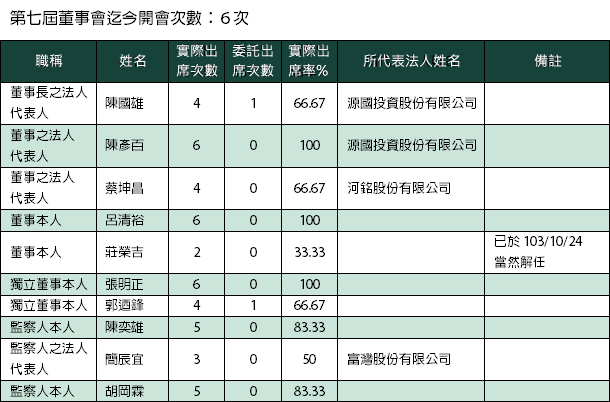 第七屆董事會迄今開會次數：6次
職稱 姓名 實際出席次數 委託出席次數 實際出席率% 所代表法人姓名 備註
董事長之法人代表人 陳國雄 4 1 66.67 源國投資股份有限公司
董事之法人代表人 陳彥百 6 0 100 源國投資股份有限公司
董事之法人代表人 蔡坤昌 4 0 66.67 河銘股份有限公司
董事本人 呂清裕 6 0 100
董事本人 莊榮吉 2 0 33.33 已於103/10/24當然解任
獨立董事本人 張明正 6 0 100
獨立董事本人 郭迺鋒 4 1 66.67
監察人本人 陳奕雄 5 0 83.33
監察人之法人代表人 簡辰宜 3 0 50 富灣股份有限公司
監察人本人 胡岡霖 5 0 83.33